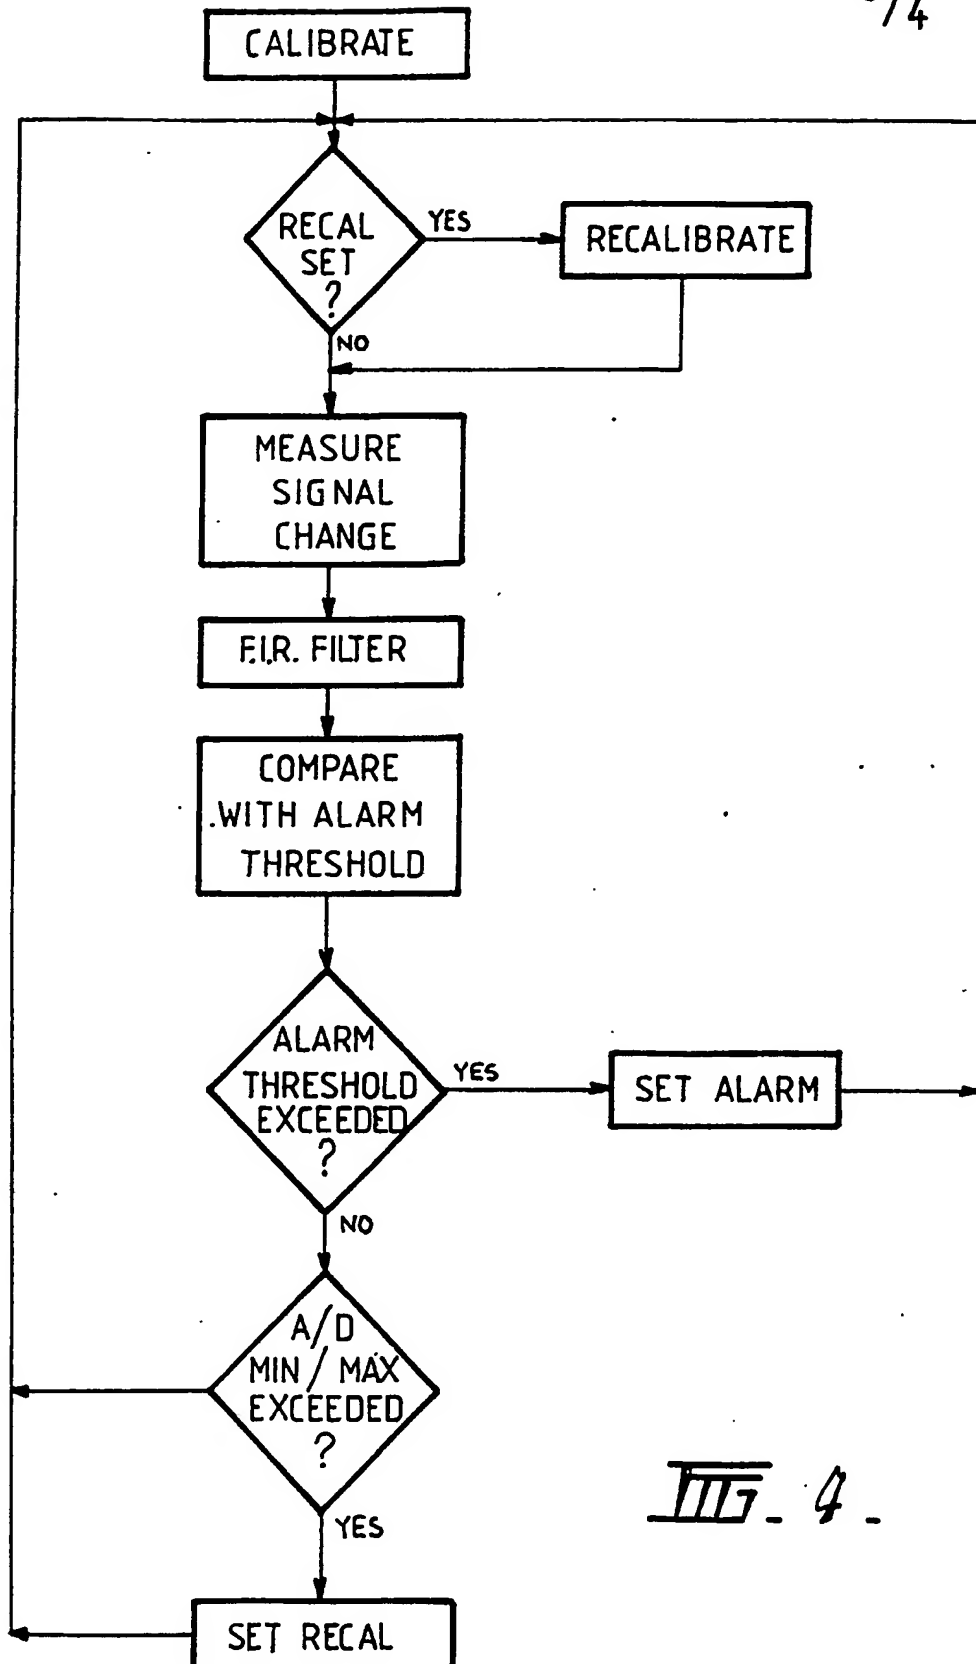 /4
CALIBRATE
RECAL
SET
?
YES
RECALIBRATE
NO
MEASURE
SIGNAL
CHANGE
F.I.R. FILTER
COMPARE
WITH ALARM
THRESHOLD
ALARM
THRESHOLD
EXCEEDED
?
YES
SET ALARM
NO
A/D
MIN / MAX
EXCEEDED
?
YES
SET RECAL
FIG. 4.